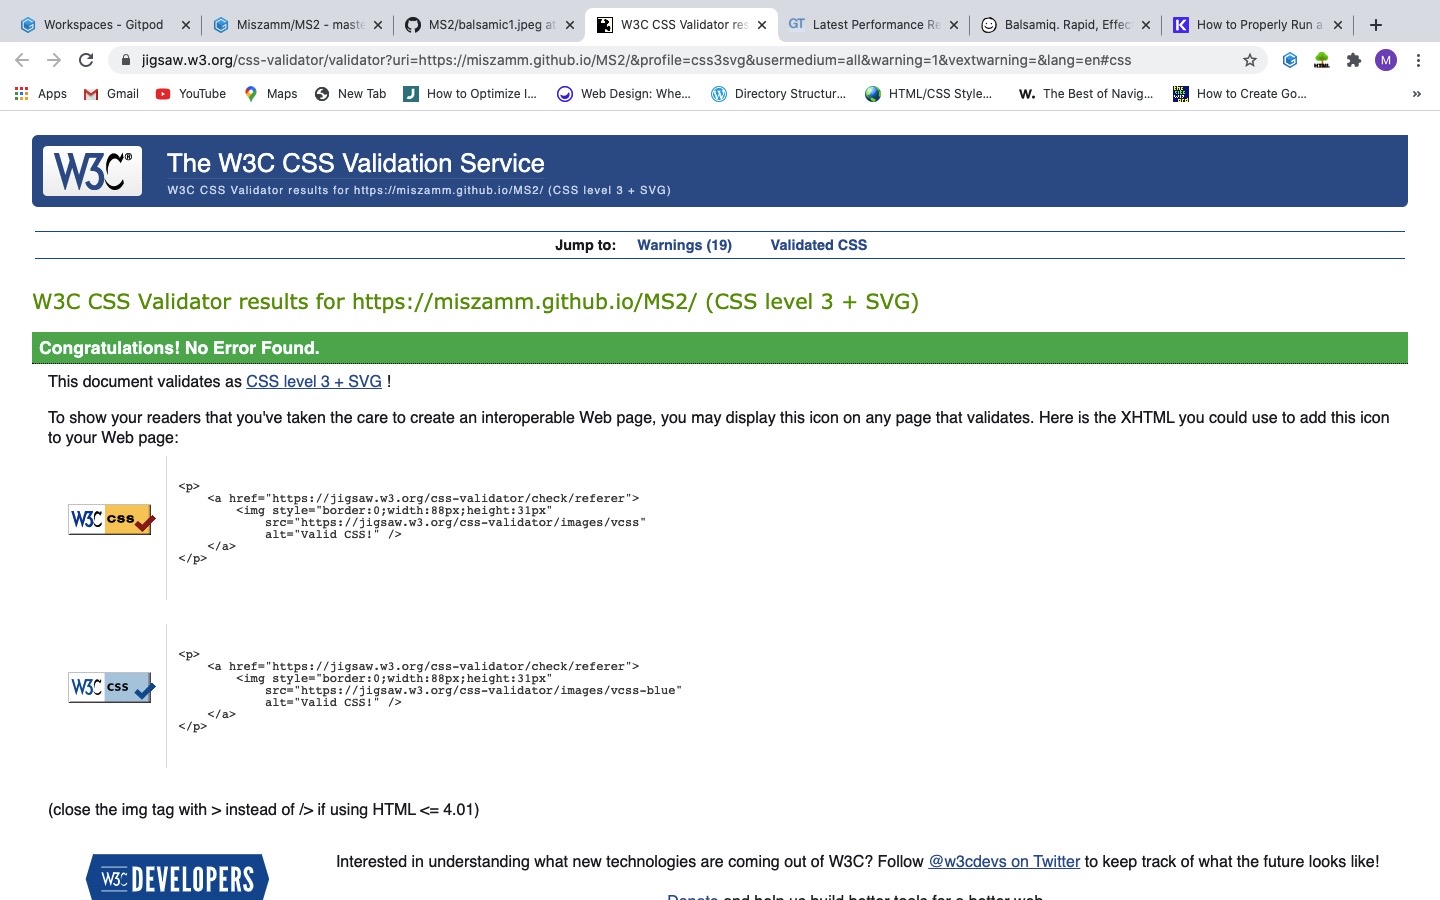 Workspaces - Gitpod
Miszamm/MS2 - maste
MS2/balsamic1.jpeg at
W3C CSS Validator res
GT Latest Performance Re
Balsamiq. Rapid, Effec
K How to Properly Run a
jigsaw.w3.org/css-validator/validator?uri=https://miszamm.github.io/MS2/&profile=css3svg&usermedium=all&warning=1&vextwarning=&lang=en#css
M
Apps
Gmail
YouTube
Maps
New Tab
J How to Optimize I...
Web Design: Whe...
Directory Structur...
HTML/CSS Style...
W. The Best of Navig...
How to Create Go...
»
W3C®
The W3C CSS Validation Service
W3C CSS Validator results for https://miszamm.github.io/MS2/ (CSS level 3 + SVG)
Jump to: Warnings (19) Validated CSS
W3C CSS Validator results for https://miszamm.github.io/MS2/ (CSS level 3 + SVG)
Congratulations! No Error Found.
This document validates as CSS level 3 + SVG !
To show your readers that you've taken the care to create an interoperable Web page, you may display this icon on any page that validates. Here is the XHTML you could use to add this icon
to your Web page:
W3C css
<p>
<a href="https://jigsaw.w3.org/css-validator/check/referer">
<img style="border:0;width:88px;height:31px"
src="https://jigsaw.w3.org/css-validator/images/vcss"
alt="Valid CSS!" />
</a>
</p>
W3C css
<p>
<a href="https://jigsaw.w3.org/css-validator/check/referer">
<img style="border:0;width:88px;height:31px"
src="https://jigsaw.w3.org/css-validator/images/vcss-blue"
alt="Valid CSS!" />
</a>
</p>
(close the img tag with > instead of /> if using HTML <= 4.01)
W3C DEVELOPERS
Interested in understanding what new technologies are coming out of W3C? Follow @w3cdevs on Twitter to keep track of what the future looks like!
Donate and help us build better tools for a better web.